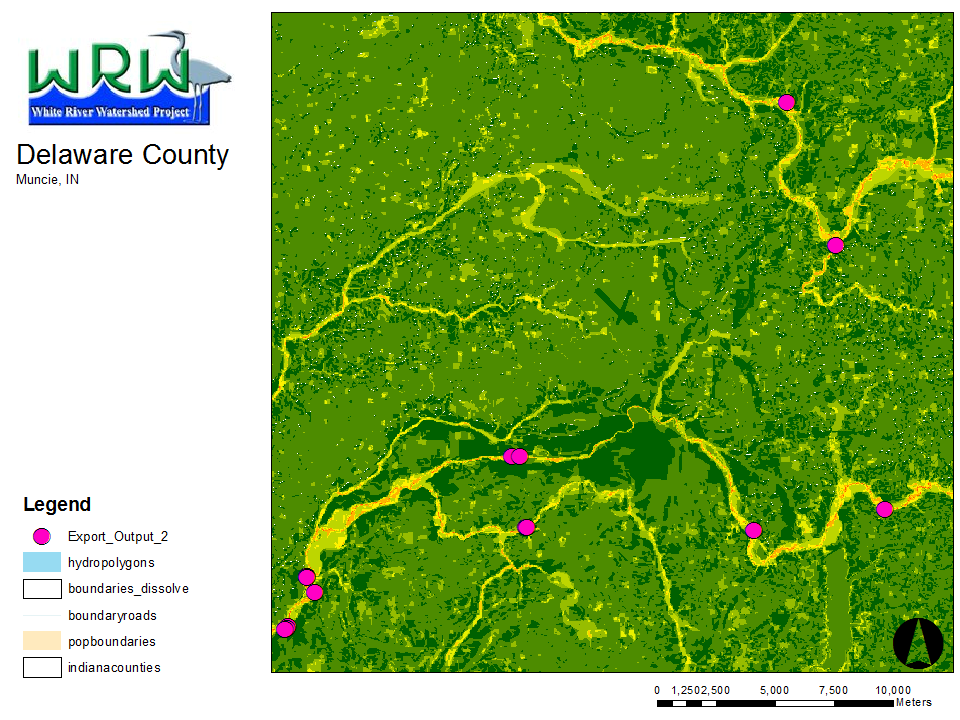 WRW
White River Watershed Project
Delaware County
Muncie, IN
Legend
Export_Output_2
hydropolygons
boundaries_dissolve
boundaryroads
popboundaries
indianacounties
0 1,250 2,500 5,000 7,500 10,000
Meters